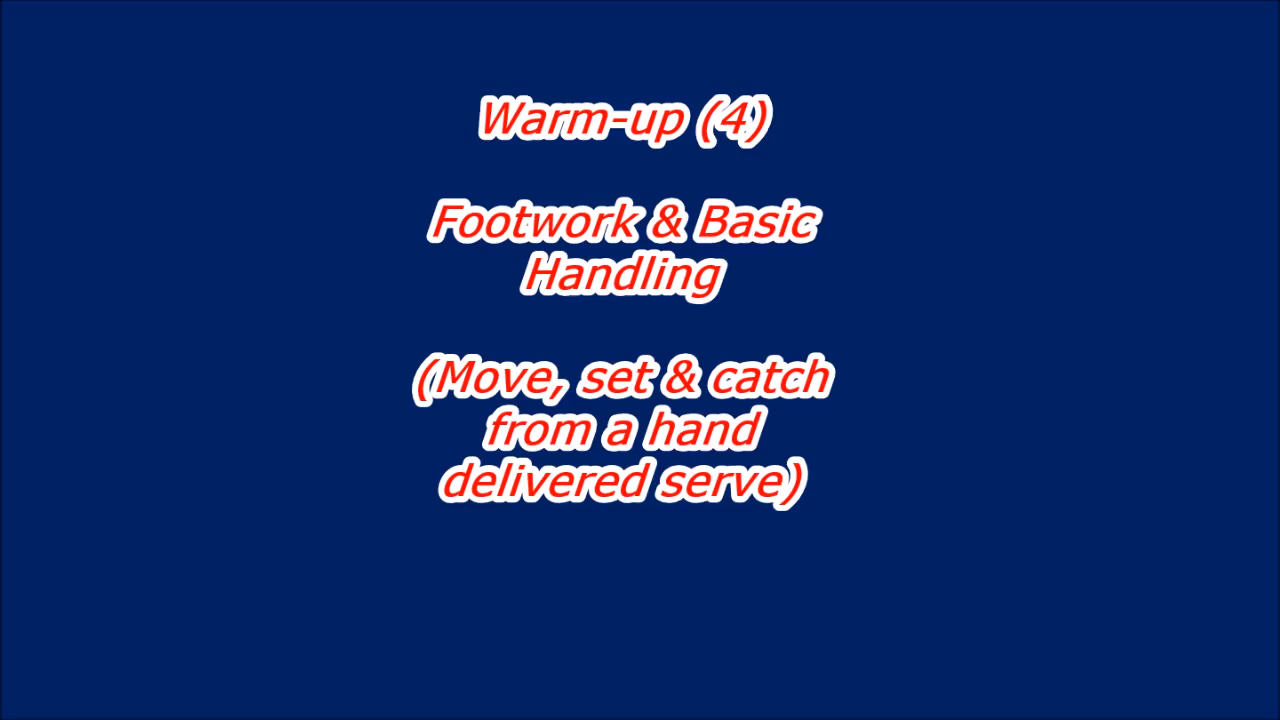 Warm-up (4)
Footwork & Basic
Handling
(Move, set & catch
from a hand
delivered serve)